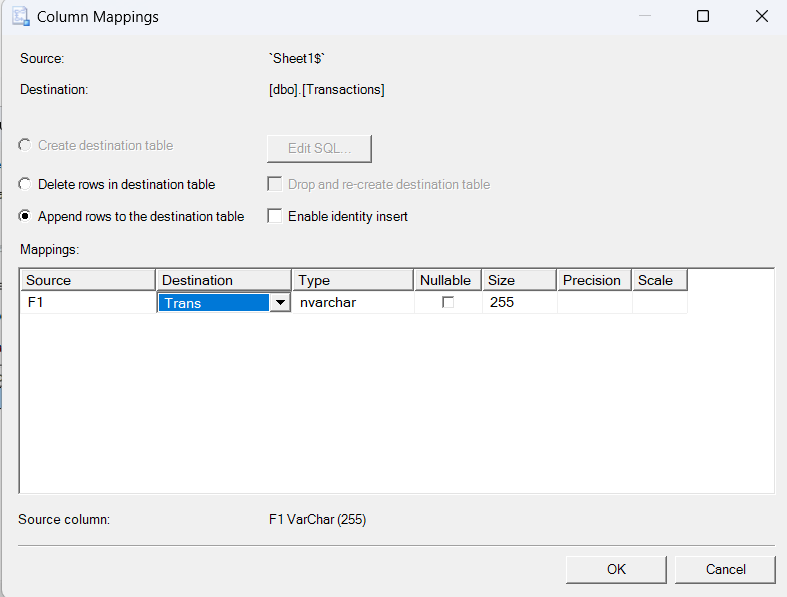 Column Mappings
Source: `Sheet1$`
Destination: [dbo].[Transactions]
Create destination table Edit SQL...
Delete rows in destination table Drop and re-create destination table
Append rows to the destination table Enable identity insert
Mappings:
Source Destination Type Nullable Size Precision Scale
F1 Trans nvarchar 255
Source column: F1 VarChar (255)
OK Cancel